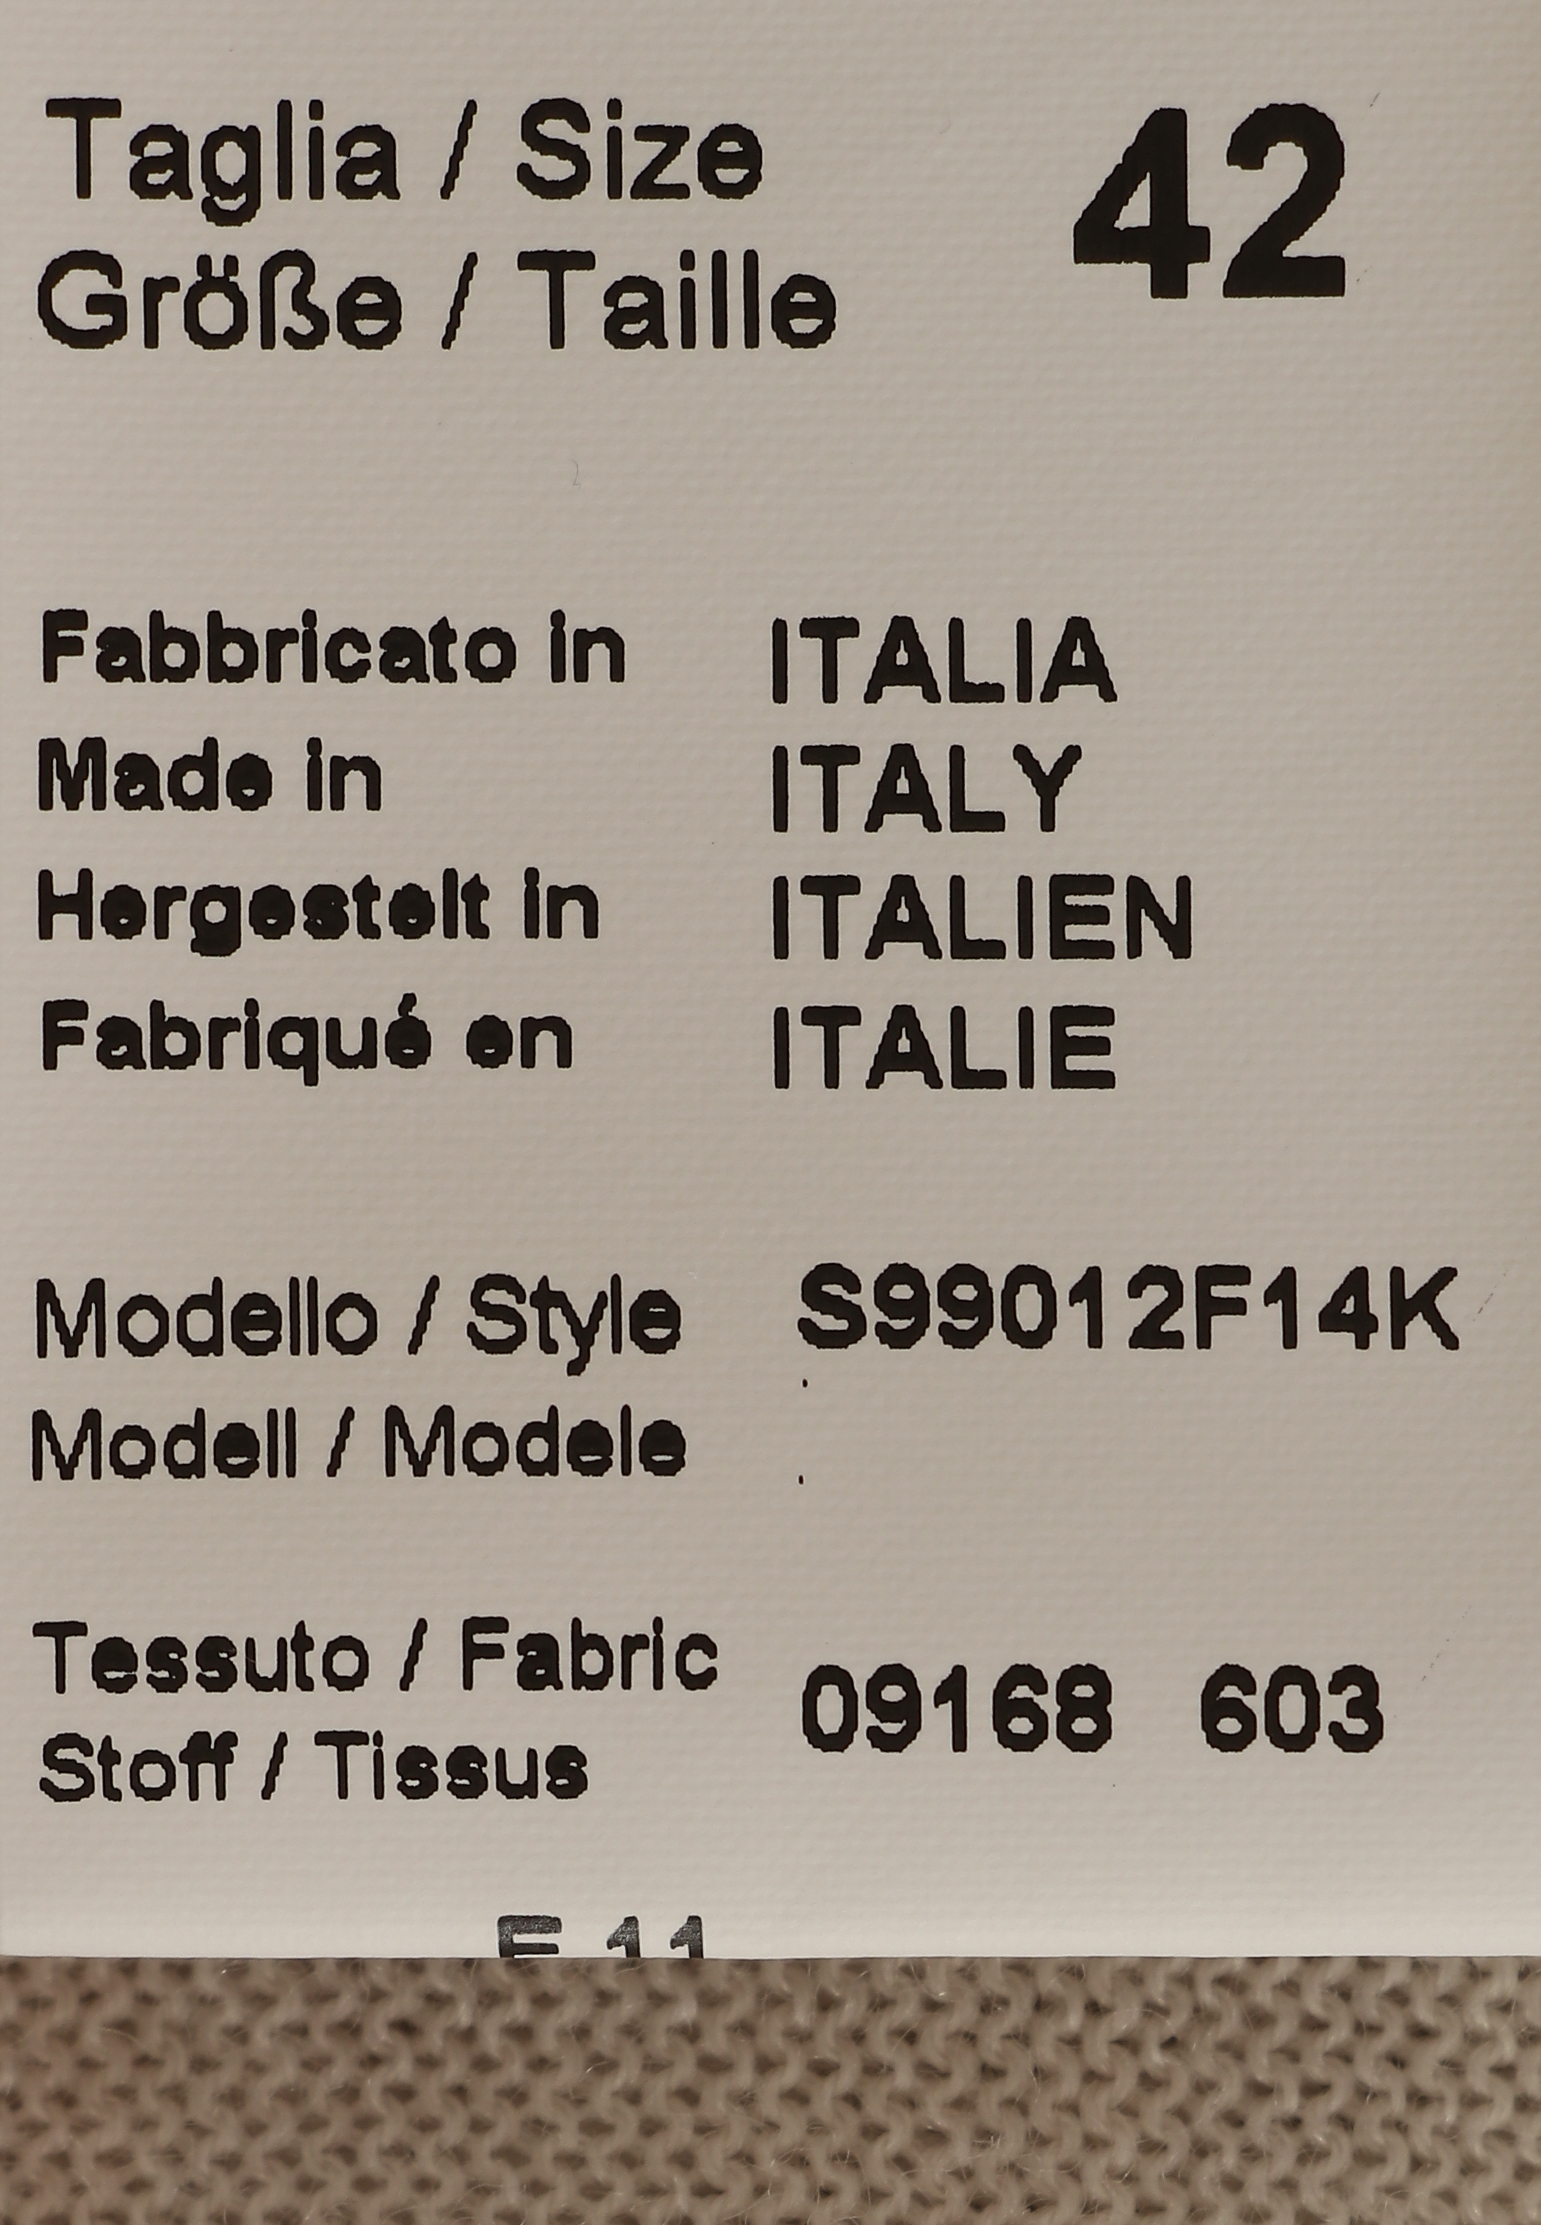 Taglia / Size 42
Größe / Taille
Fabbricato in ITALIA
Made in ITALY
Hergestelt in ITALIEN
Fabriqué en ITALIE
Modello / Style S99012F14K
Modell / Modele
Tessuto / Fabric 09168 603
Stoff / Tissus